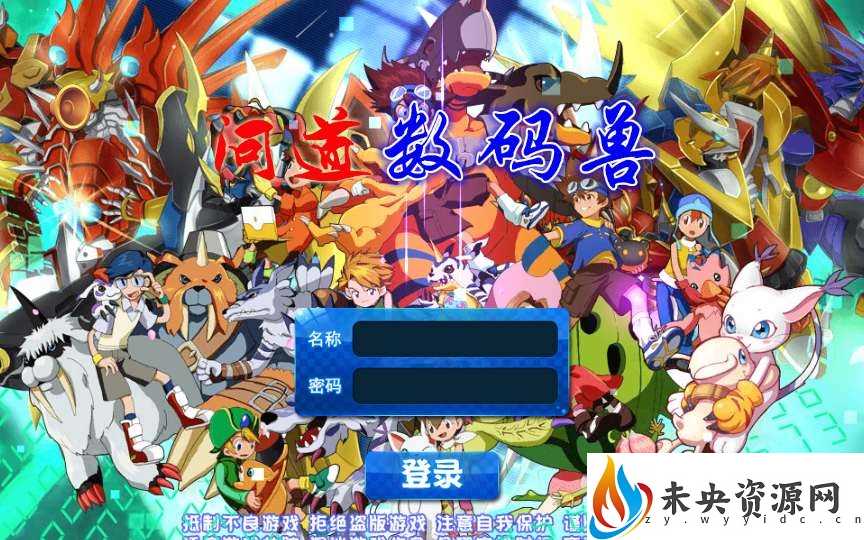 问道数码兽
名称
密码
登录
抵制不良游戏 拒绝盗版游戏 注意自我保护 谨
未央资源网
zy.wyyidc.cn